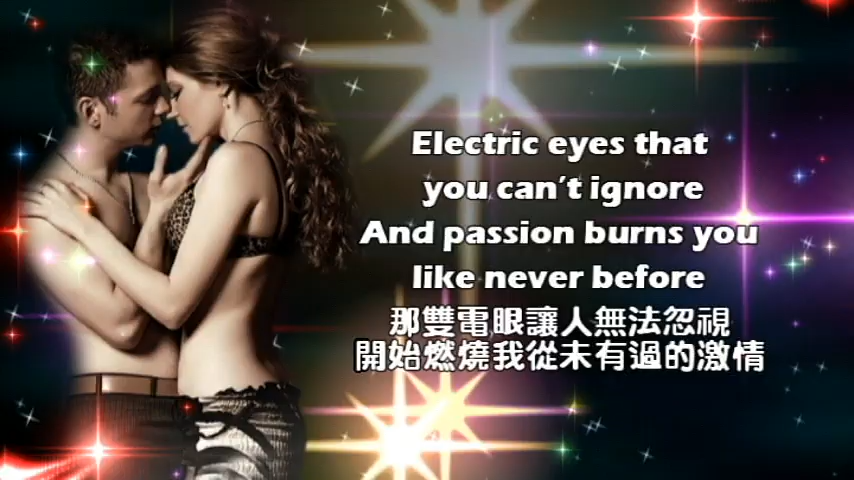 Electric eyes that
you can't ignore
And passion burns you
like never before
那雙電眼讓人無法忽視
開始燃燒我從未有過的激情